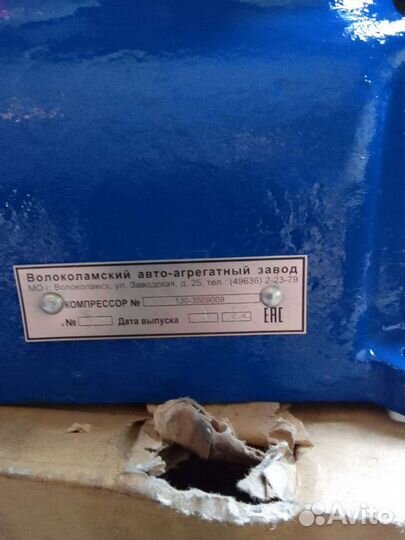 Волоколамский авто-агрегатный завод
МО г. Волоколамск, ул. Заводская, д. 25, тел.: (49636) 2-23-79
КОМПРЕССОР № 130-3509009
№ Дата выпуска ЕАС
Avito